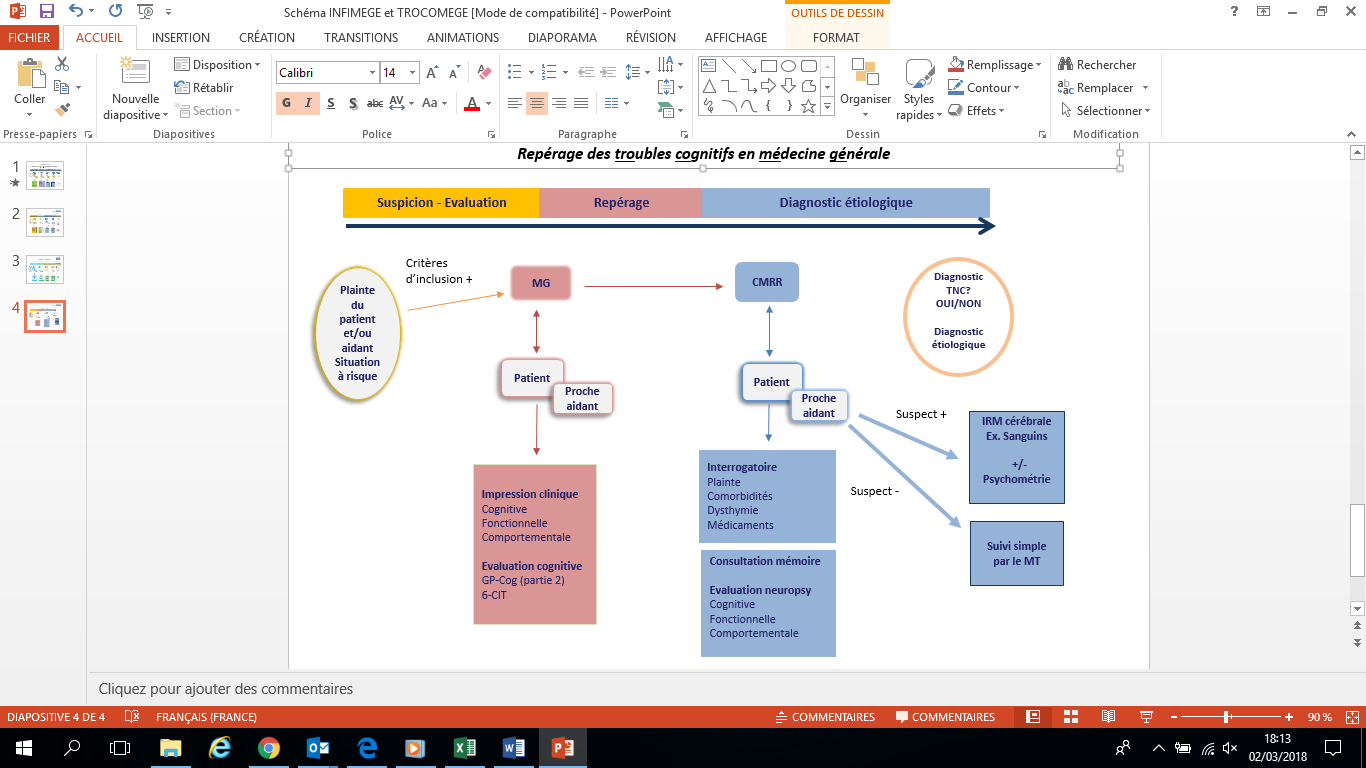 Schéma INFIMEGE et TROCOMEGE [Mode de compatibilité] - PowerPoint
OUTILS DE DESSIN
FICHIER
ACCUEIL
INSERTION
CRÉATION
TRANSITIONS
ANIMATIONS
DIAPORAMA
RÉVISION
AFFICHAGE
FORMAT
Coller
Nouvelle
diapositive
Disposition
Rétablir
Section
Calibri
14
G I S S abc AV Aa A
Organiser
Styles
rapides
Remplissage
Contour
Effets
Rechercher
Remplacer
Sélectionner
Presse-papiers
Diapositives
Police
Paragraphe
Dessin
Modification
1
2
3
4
Repérage des troubles cognitifs en médecine générale
Suspicion - Evaluation
Repérage
Diagnostic étiologique
Critères
d’inclusion +
Plainte
du
patient
et/ou
aidant
Situation
à risque
MG
CMRR
Diagnostic
TNC?
OUI/NON
Diagnostic
étiologique
Patient
Proche
aidant
Patient
Proche
aidant
Suspect +
Suspect -
IRM cérébrale
Ex. Sanguins
+/-
Psychométrie
Suivi simple
par le MT
Impression clinique
Cognitive
Fonctionnelle
Comportementale
Evaluation cognitive
GP-Cog (partie 2)
6-CIT
Interrogatoire
Plainte
Comorbidités
Dysthymie
Médicaments
Consultation mémoire
Evaluation neuropsy
Cognitive
Fonctionnelle
Comportementale
Cliquez pour ajouter des commentaires
DIAPOSITIVE 4 DE 4
FRANÇAIS (FRANCE)
COMMENTAIRES
COMMENTAIRES
90 %
18:13
02/03/2018